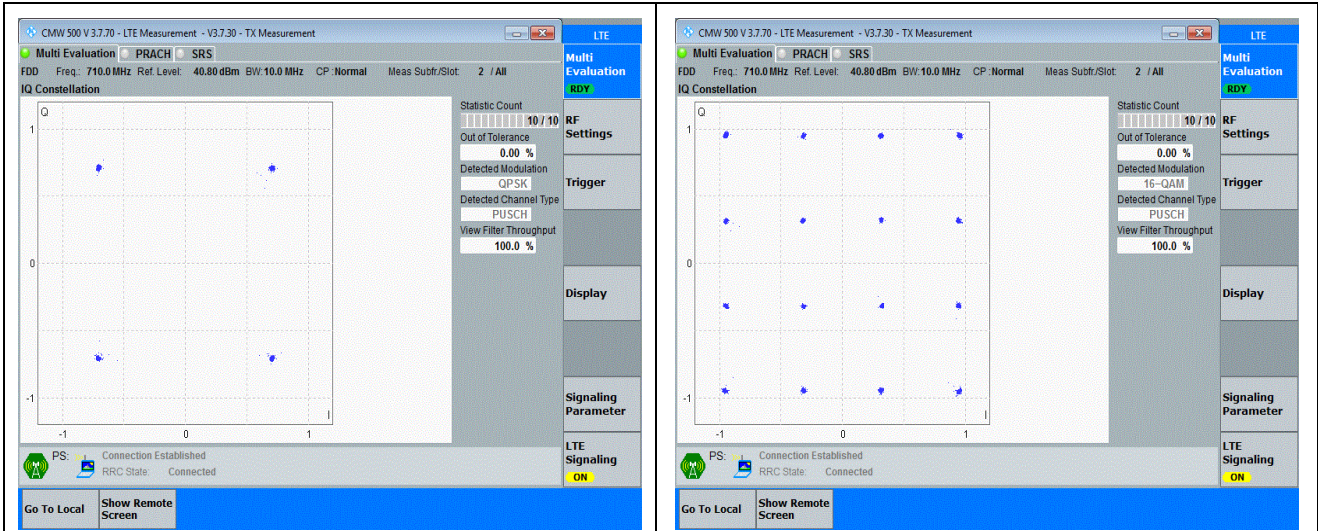 CMW 500 V 3.7.70 - LTE Measurement - V3.7.30 - TX Measurement
LTE
Multi Evaluation PRACH SRS
Multi Evaluation
RDY
FDD Freq.: 710.0 MHz Ref. Level: 40.80 dBm BW: 10.0 MHz CP : Normal Meas Subfr./Slot: 2 / All
IQ Constellation
Q
1
0
-1
-1 0 1
I
Statistic Count
10 / 10
Out of Tolerance
0.00 %
Detected Modulation
QPSK
Detected Channel Type
PUSCH
View Filter Throughput
100.0 %
RF
Settings
Trigger
Display
Signaling
Parameter
LTE
Signaling
ON
PS: Connection Established
RRC State: Connected
Go To Local
Show Remote
Screen
CMW 500 V 3.7.70 - LTE Measurement - V3.7.30 - TX Measurement
LTE
Multi Evaluation PRACH SRS
Multi Evaluation
RDY
FDD Freq.: 710.0 MHz Ref. Level: 40.80 dBm BW: 10.0 MHz CP : Normal Meas Subfr./Slot: 2 / All
IQ Constellation
Q
1
0
-1
-1 0 1
I
Statistic Count
10 / 10
Out of Tolerance
0.00 %
Detected Modulation
16-QAM
Detected Channel Type
PUSCH
View Filter Throughput
100.0 %
RF
Settings
Trigger
Display
Signaling
Parameter
LTE
Signaling
ON
PS: Connection Established
RRC State: Connected
Go To Local
Show Remote
Screen